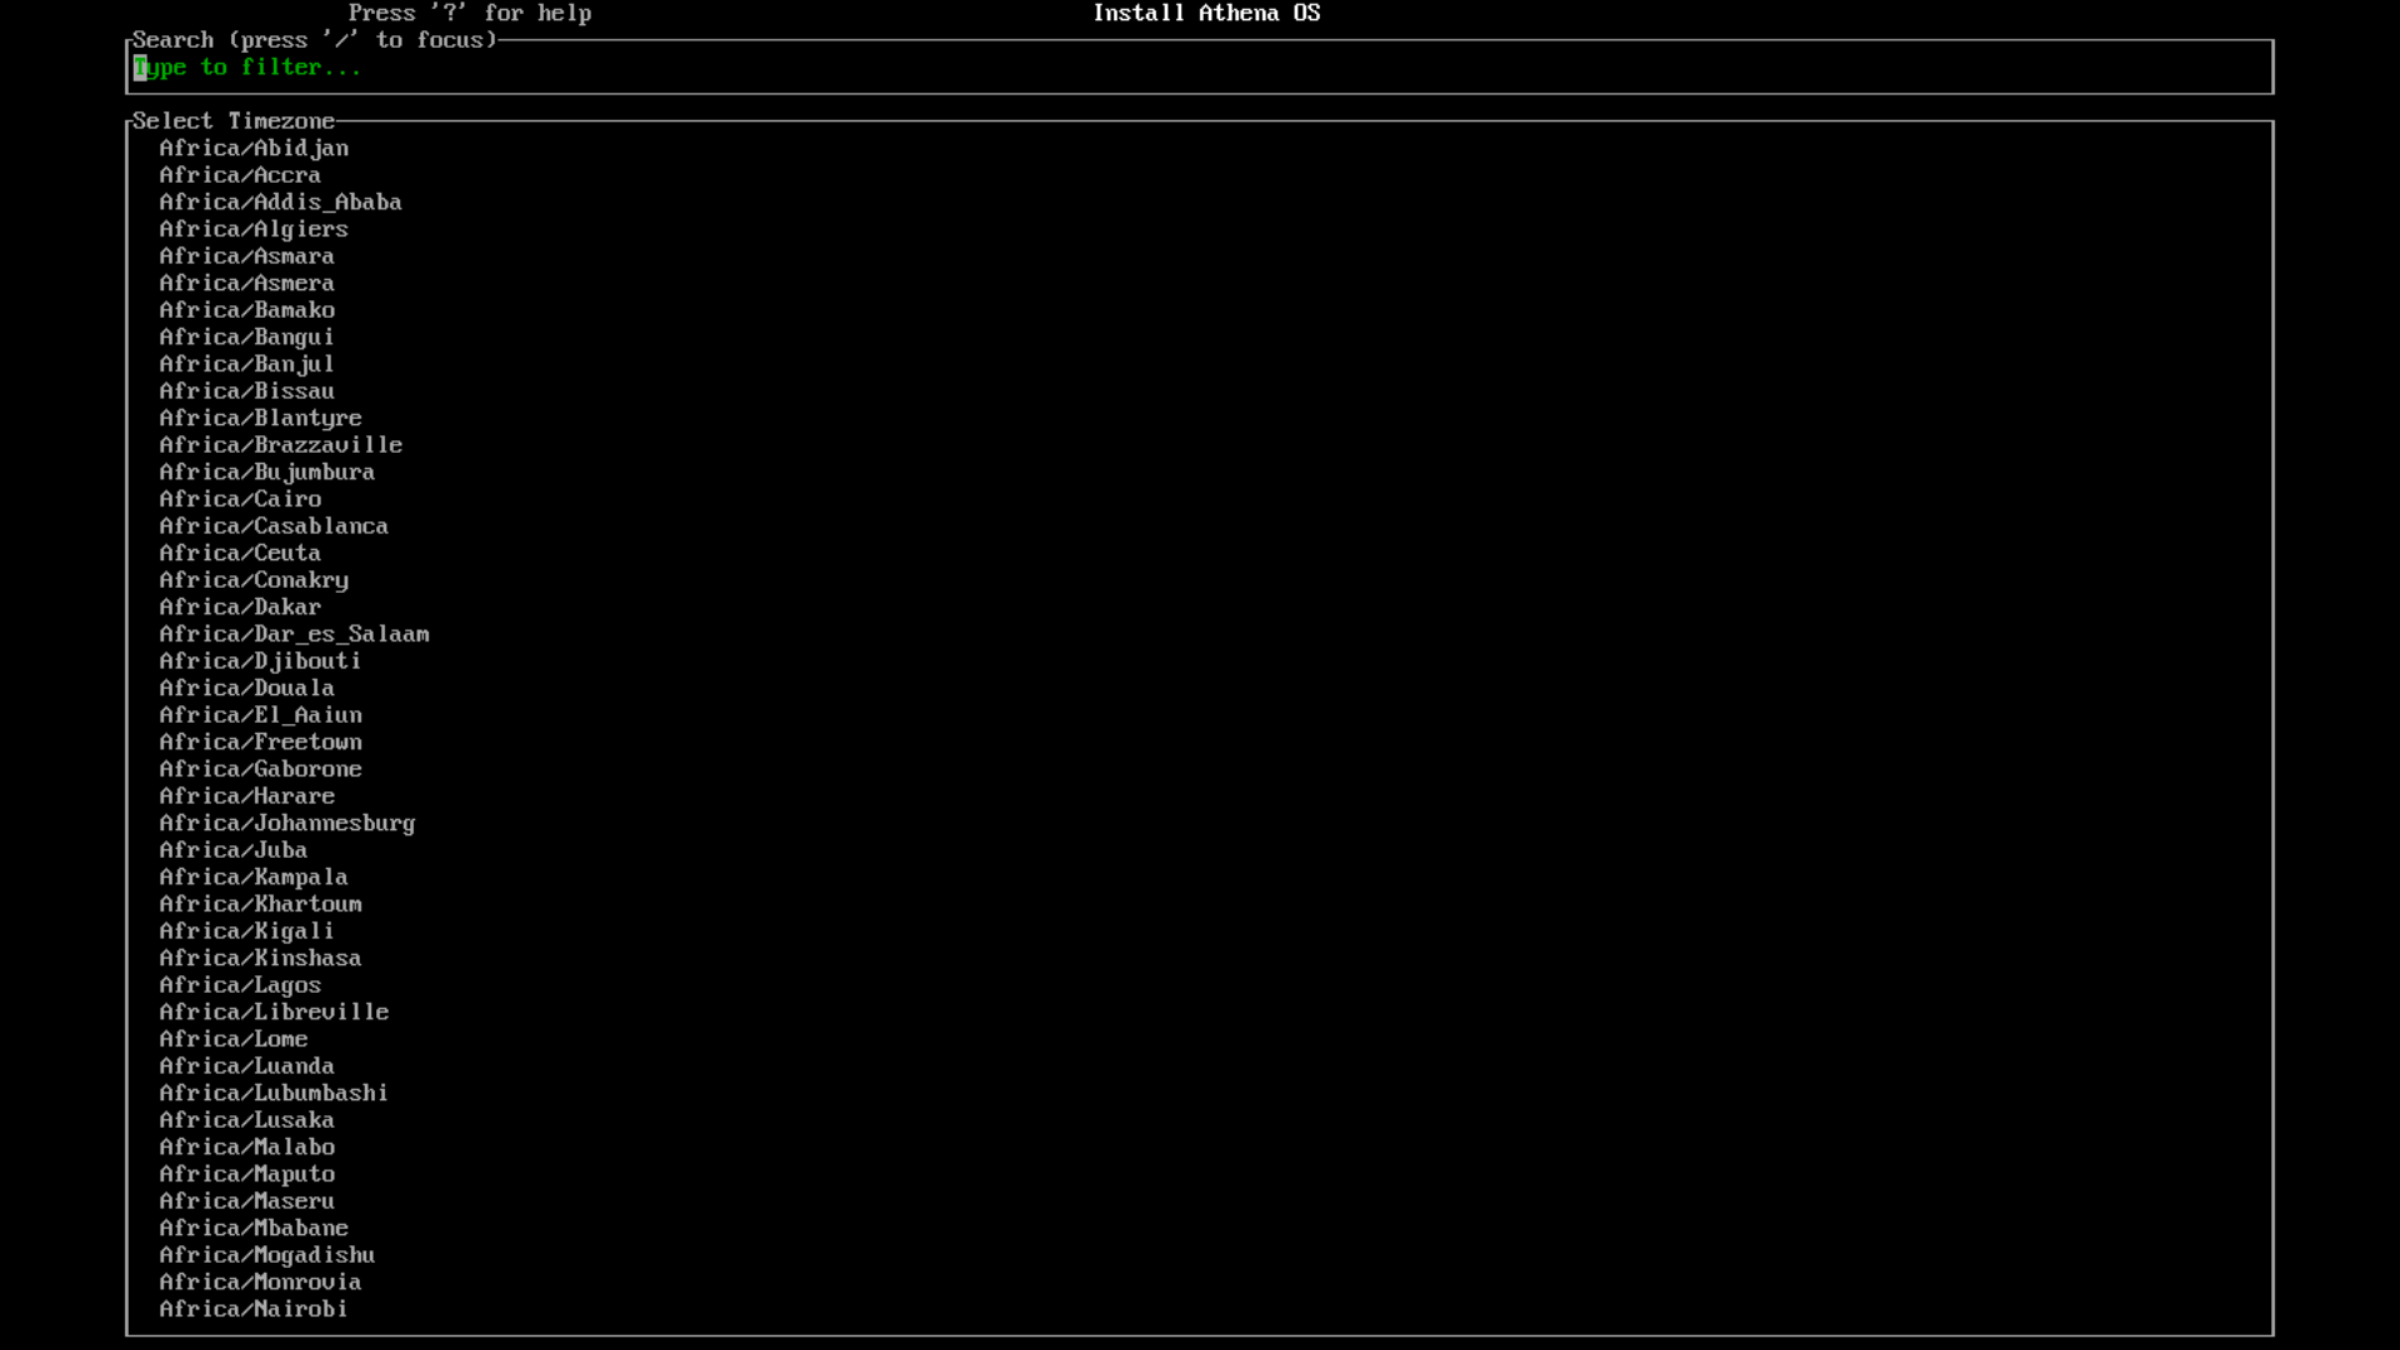 Press '?' for help
Install Athena OS
Search (press '/' to focus)
Type to filter...
Select Timezone
Africa/Abidjan
Africa/Accra
Africa/Addis_Ababa
Africa/Algiers
Africa/Asmara
Africa/Asmera
Africa/Bamako
Africa/Bangui
Africa/Banjul
Africa/Bissau
Africa/Blantyre
Africa/Brazzaville
Africa/Bujumbura
Africa/Cairo
Africa/Casablanca
Africa/Ceuta
Africa/Conakry
Africa/Dakar
Africa/Dar_es_Salaam
Africa/Djibouti
Africa/Douala
Africa/El_Aaiun
Africa/Freetown
Africa/Gaborone
Africa/Harare
Africa/Johannesburg
Africa/Juba
Africa/Kampala
Africa/Khartoum
Africa/Kigali
Africa/Kinshasa
Africa/Lagos
Africa/Libreville
Africa/Lome
Africa/Luanda
Africa/Lubumbashi
Africa/Lusaka
Africa/Malabo
Africa/Maputo
Africa/Maseru
Africa/Mbabane
Africa/Mogadishu
Africa/Monrovia
Africa/Nairobi